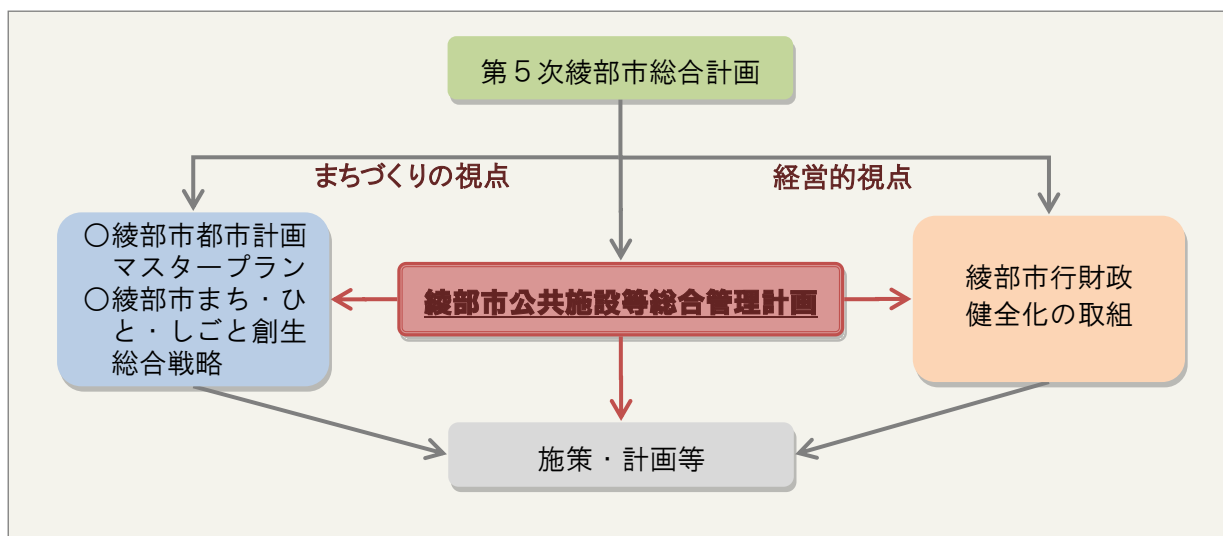 第５次綾部市総合計画
まちづくりの視点
経営的視点
〇綾部市都市計画
マスタープラン
〇綾部市まち・ひ
と・しごと創生
総合戦略
綾部市公共施設等総合管理計画
綾部市行財政
健全化の取組
施策・計画等